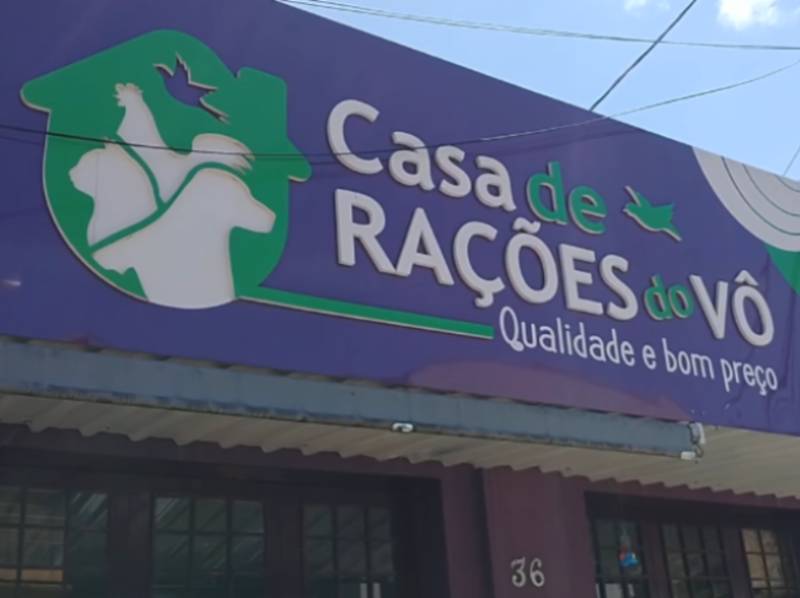 Casa de
RAÇÕES do VÔ
Qualidade e bom preço
36